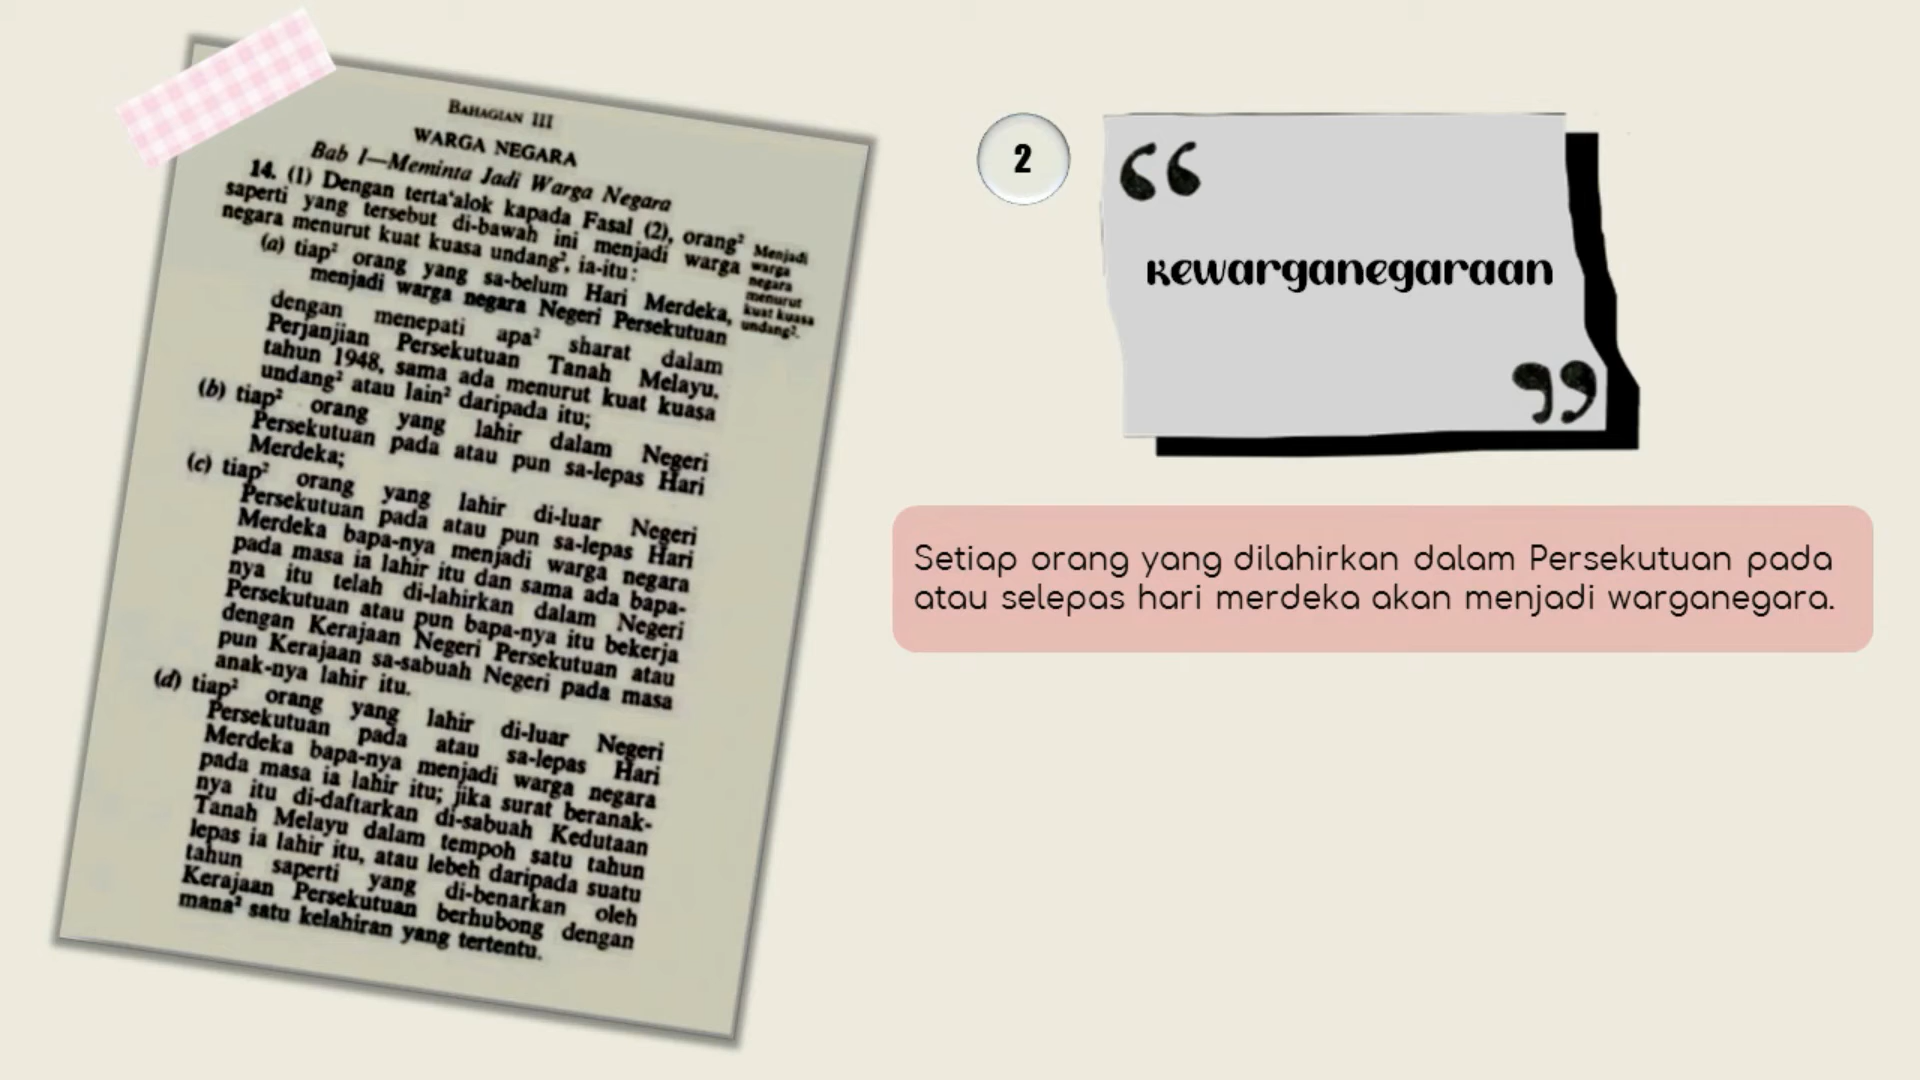 BAHAGIAN III
WARGA NEGARA
Bab I—Meminta Jadi Warga Negara
14. (1) Dengan terta'alok kapada Fasal (2), orang²
saperti yang tersebut di-bawah ini menjadi warga
negara menurut kuat kuasa undang², ia-itu:
Menjadi
warga
negara
menurut
kuat kuasa
undang².
(a) tiap² orang yang sa-belum Hari Merdeka,
menjadi warga negara Negeri Persekutuan
dengan menepati apa² sharat dalam
Perjanjian Persekutuan Tanah Melayu,
tahun 1948, sama ada menurut kuat kuasa
undang² atau lain² daripada itu;
(b) tiap² orang yang lahir dalam Negeri
Persekutuan pada atau pun sa-lepas Hari
Merdeka;
(c) tiap² orang yang lahir di-luar Negeri
Persekutuan pada atau pun sa-lepas Hari
Merdeka bapa-nya menjadi warga negara
pada masa ia lahir itu dan sama ada bapa-
nya itu telah di-lahirkan dalam Negeri
Persekutuan atau pun bapa-nya itu bekerja
dengan Kerajaan Negeri Persekutuan atau
pun Kerajaan sa-sabuah Negeri pada masa
anak-nya lahir itu.
(d) tiap² orang yang lahir di-luar Negeri
Persekutuan pada atau sa-lepas Hari
Merdeka bapa-nya menjadi warga negara
pada masa ia lahir itu; jika surat beranak-
nya itu di-daftarkan di-sabuah Kedutaan
Tanah Melayu dalam tempoh satu tahun
lepas ia lahir itu, atau lebeh daripada suatu
tahun saperti yang di-benarkan oleh
Kerajaan Persekutuan berhubong dengan
mana² satu kelahiran yang tertentu.
2
“
Kewarganegaraan
”
Setiap orang yang dilahirkan dalam Persekutuan pada
atau selepas hari merdeka akan menjadi warganegara.